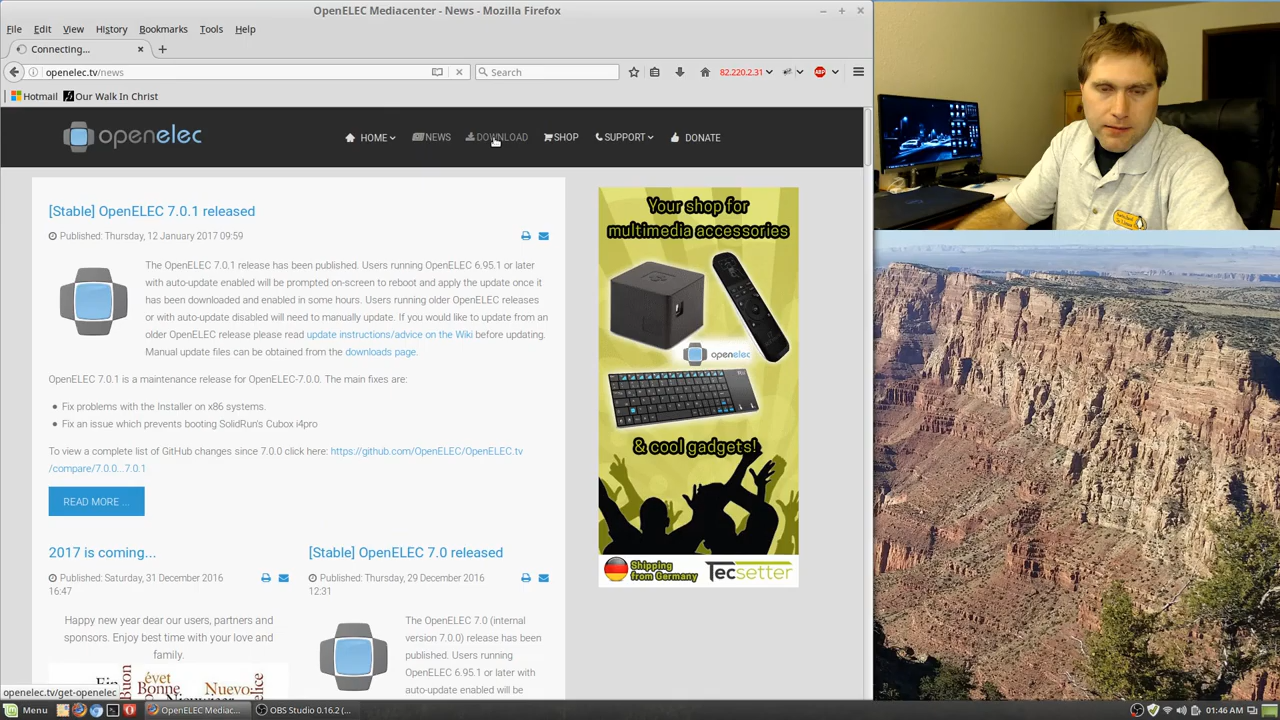 OpenELEC Mediacenter - News - Mozilla Firefox
File Edit View History Bookmarks Tools Help
Connecting...
openelec.tv/news
Search
82.220.2.31
ABP
Hotmail Our Walk In Christ
openelec
HOME NEWS DOWNLOAD SHOP SUPPORT DONATE
[Stable] OpenELEC 7.0.1 released
Published: Thursday, 12 January 2017 09:59
The OpenELEC 7.0.1 release has been published. Users running OpenELEC 6.95.1 or later
with auto-update enabled will be prompted on-screen to reboot and apply the update once it
has been downloaded and enabled in some hours. Users running older OpenELEC releases
or with auto-update disabled will need to manually update. If you would like to update from an
older OpenELEC release please read update instructions/advice on the Wiki before updating.
Manual update files can be obtained from the downloads page.
OpenELEC 7.0.1 is a maintenance release for OpenELEC-7.0.0. The main fixes are:
Fix problems with the Installer on x86 systems.
Fix an issue which prevents booting SolidRun's Cubox i4pro
To view a complete list of GitHub changes since 7.0.0 click here: https://github.com/OpenELEC/OpenELEC.tv
/compare/7.0.0...7.0.1
READ MORE ...
Your shop for
multimedia accessories
openelec
& cool gadgets!
Shipping
from Germany
Tecsetter
2017 is coming...
Published: Saturday, 31 December 2016
16:47
Happy new year dear our users, partners and
sponsors. Enjoy best time with your love and
family.
évet
Bonne
Nuevo
[Stable] OpenELEC 7.0 released
Published: Thursday, 29 December 2016
12:31
The OpenELEC 7.0 (internal
version 7.0.0) release has been
published. Users running
OpenELEC 6.95.1 or later with
auto-update enabled will be
openelec.tv/get-openelec
Menu
OpenELEC Mediac...
OBS Studio 0.16.2 (...
01:46 AM